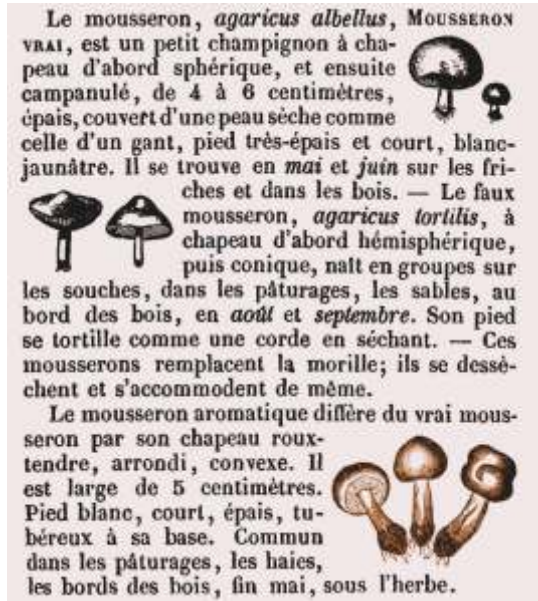 Le mousseron, agaricus albellus, MOUSSERON
VRAI, est un petit champignon à cha-
peau d'abord sphérique, et ensuite
campanulé, de 4 à 6 centimètres,
épais, couvert d'une peau sèche comme
celle d'un gant, pied très-épais et court, blanc-
jaunâtre. Il se trouve en mai et juin sur les fri-
ches et dans les bois. — Le faux
mousseron, agaricus tortilis, à
chapeau d'abord hémisphérique,
puis conique, naît en groupes sur
les souches, dans les pâturages, les sables, au
bord des bois, en août et septembre. Son pied
se tortille comme une corde en séchant. — Ces
mousserons remplacent la morille; ils se dessè-
chent et s'accommodent de même.
Le mousseron aromatique diffère du vrai mous-
seron par son chapeau roux-
tendre, arrondi, convexe. Il
est large de 5 centimètres.
Pied blanc, court, épais, tu-
béreux à sa base. Commun
dans les pâturages, les haies,
les bords des bois, fin mai, sous l'herbe.